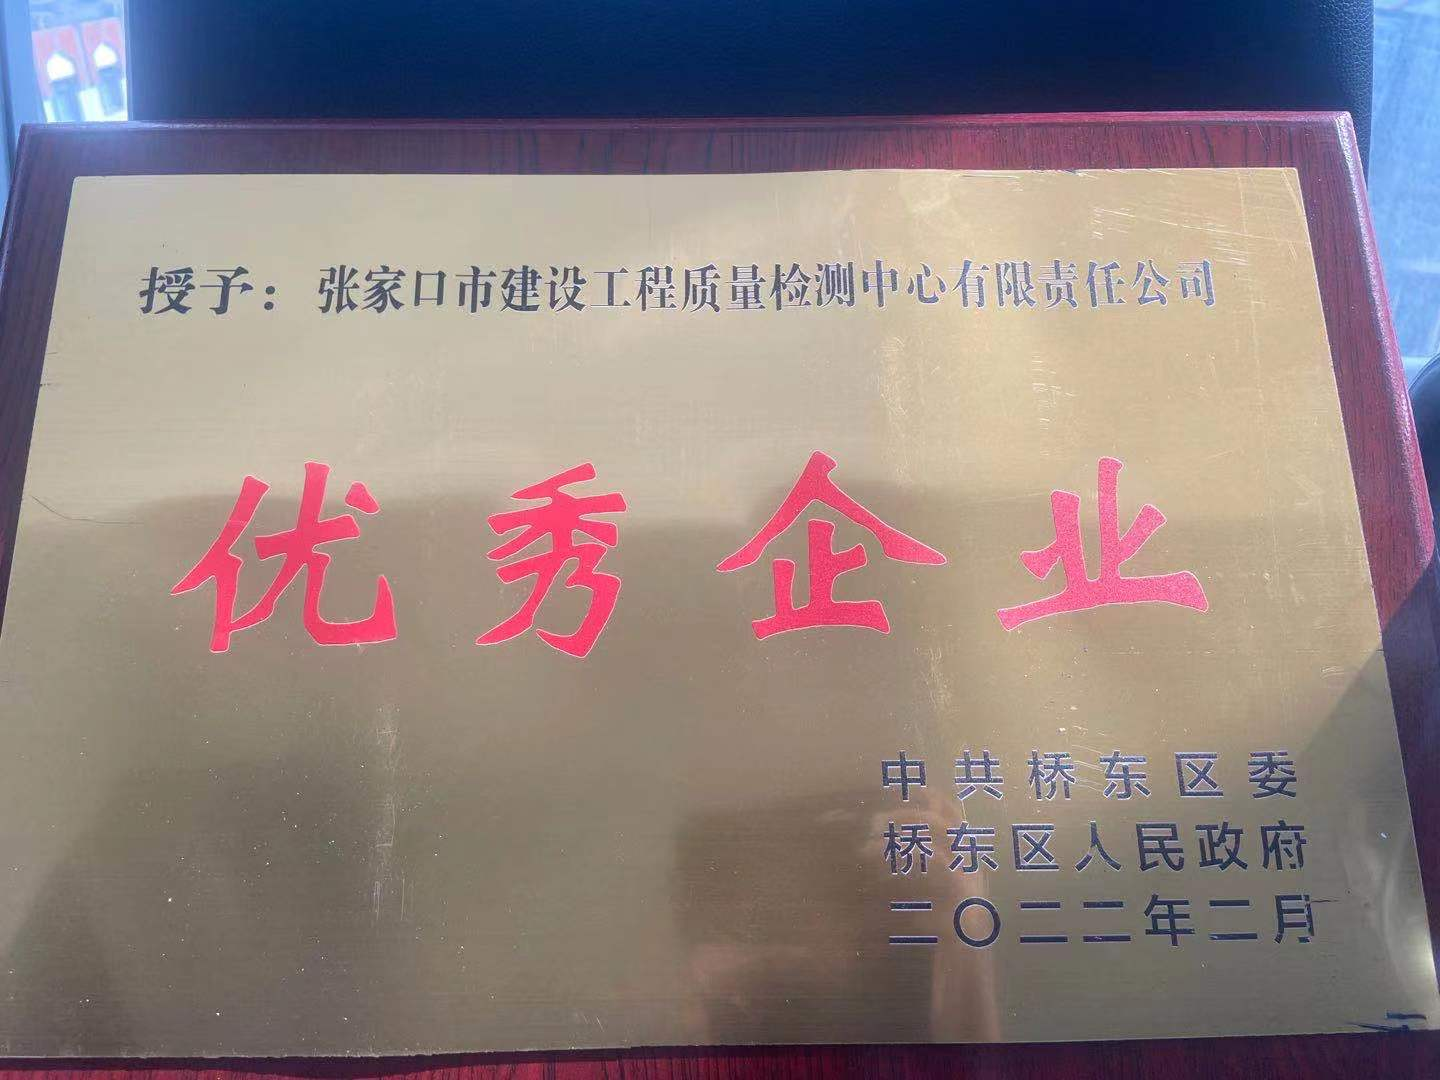 授予：张家口市建设工程质量检测中心有限责任公司
优秀企业
中共桥东区委
桥东区人民政府
二〇二二年二月